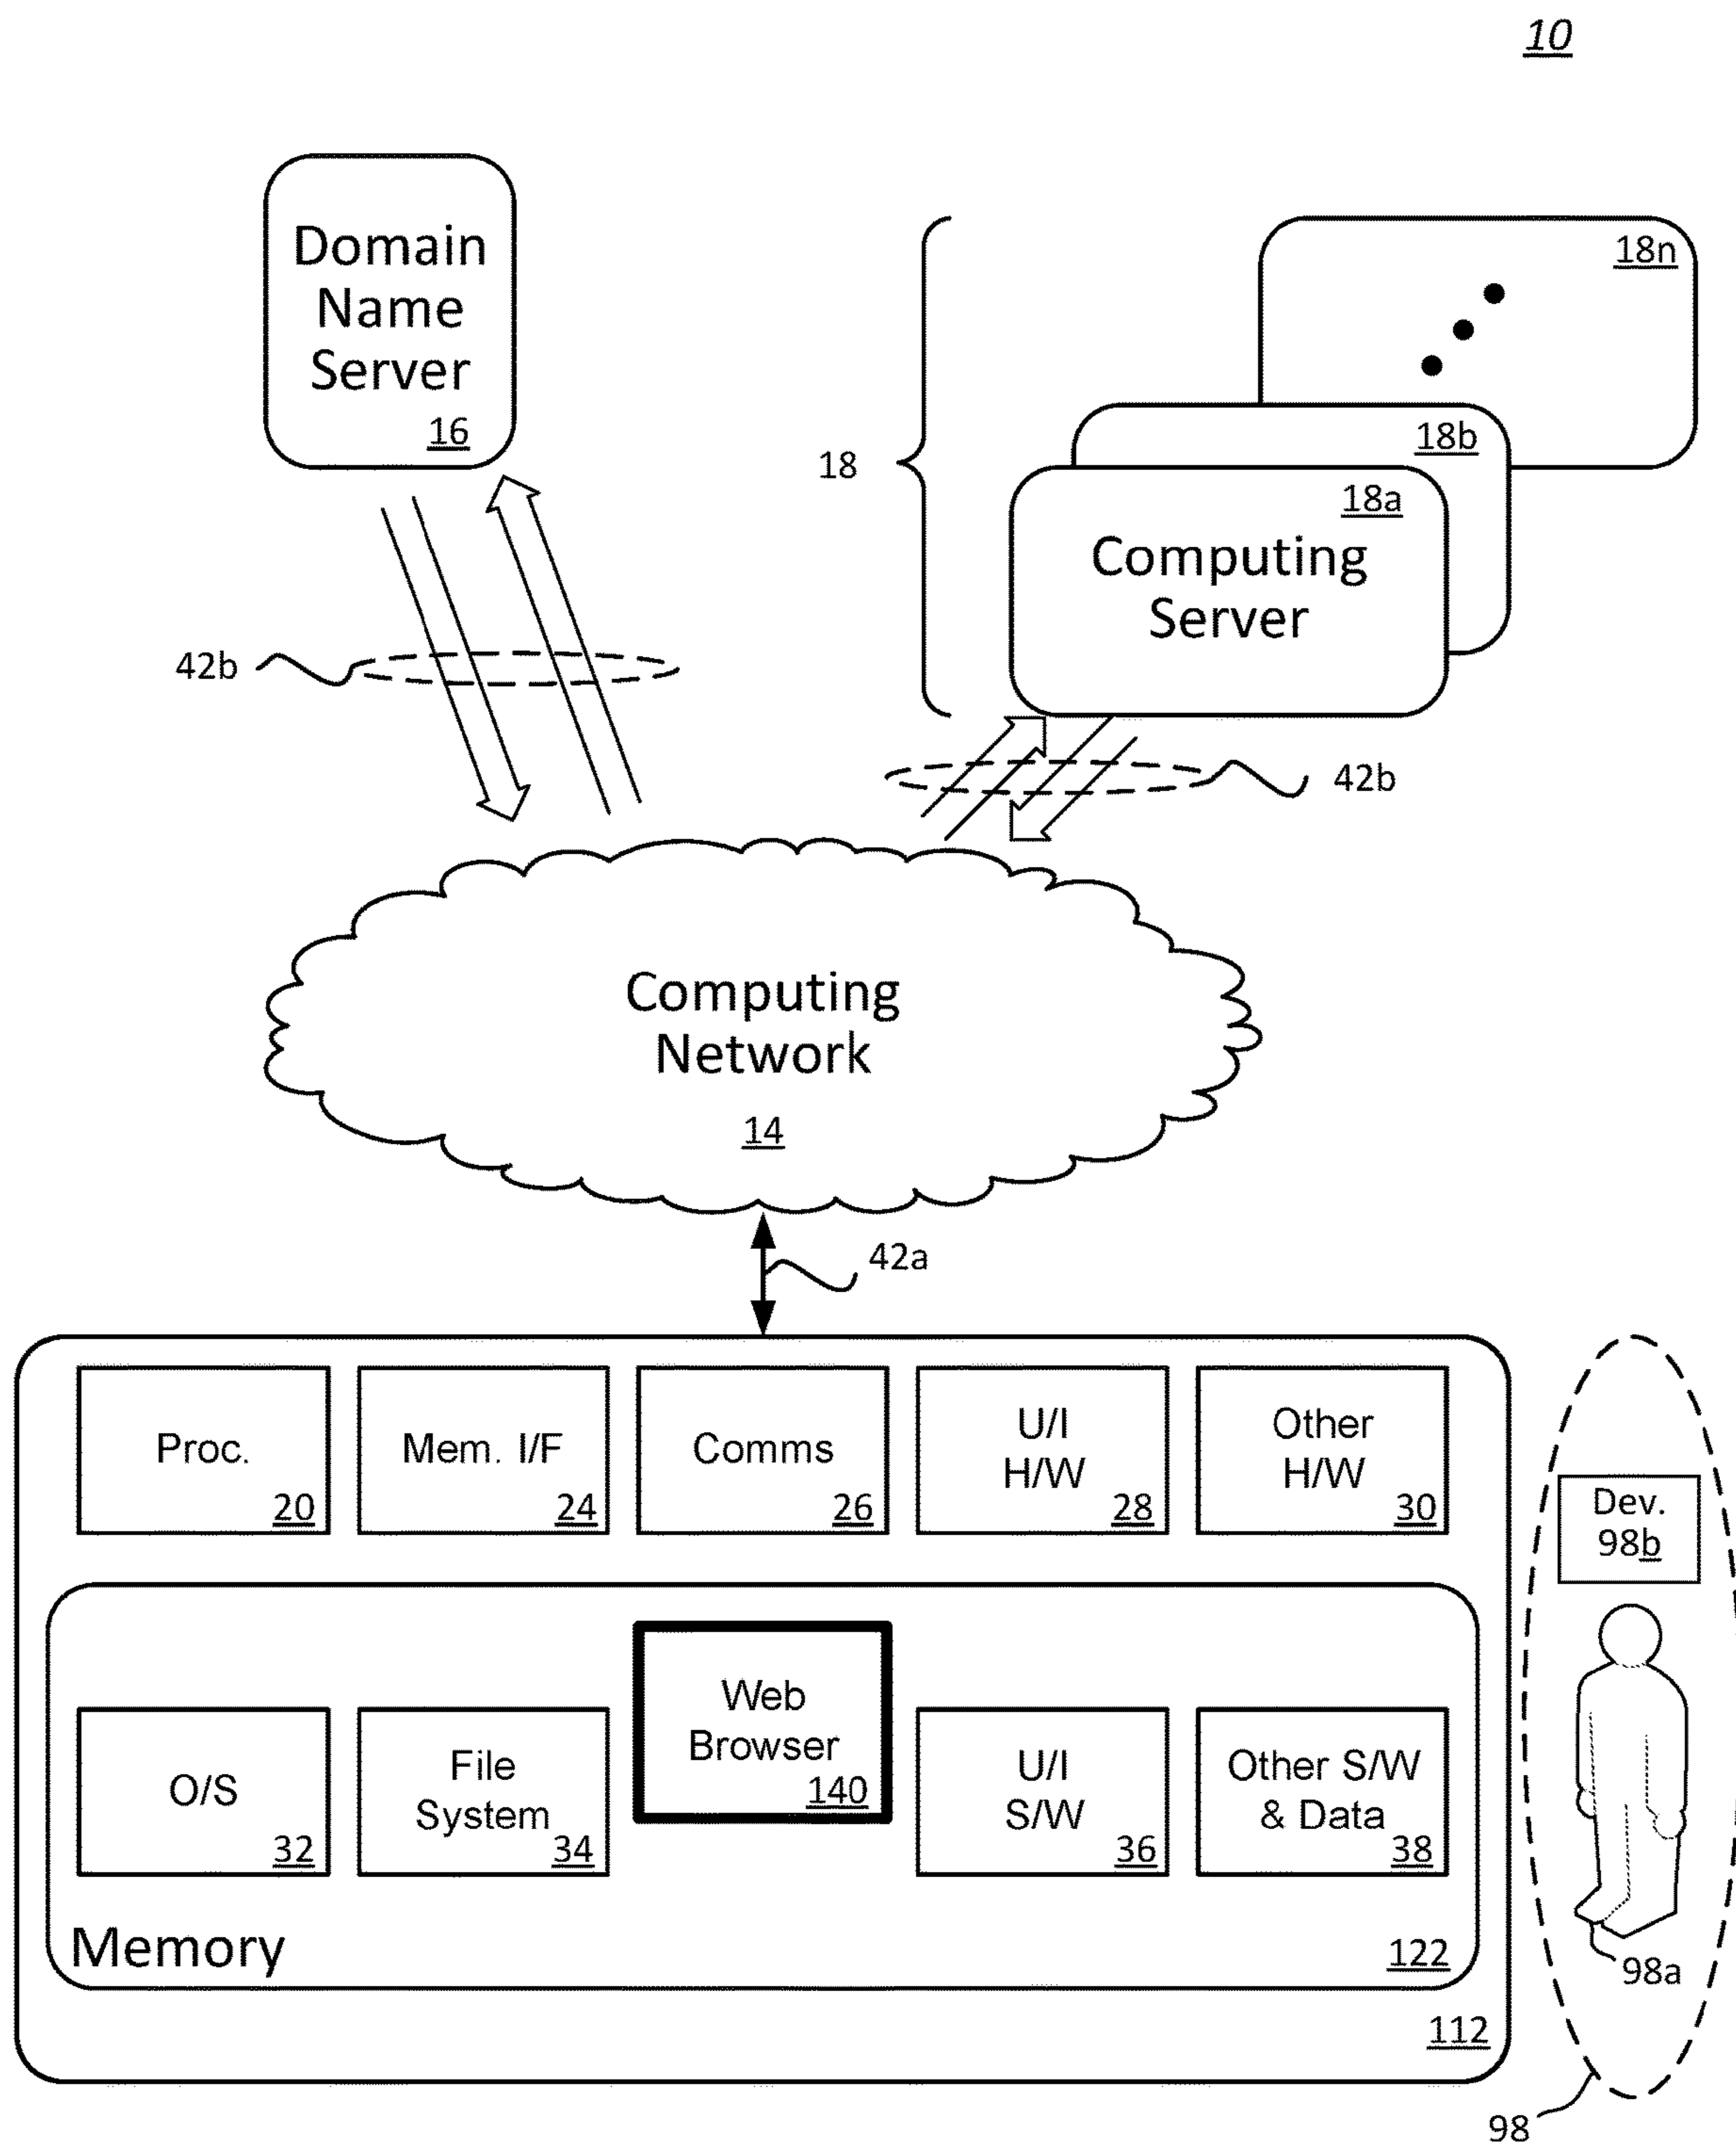 10
Domain
Name
Server
16
18n
18b
18
18a
Computing
Server
42b
42b
Computing
Network
14
42a
Proc.
20
Mem. I/F
24
Comms
26
U/I
H/W
28
Other
H/W
30
Dev.
98b
O/S
32
File
System
34
Web
Browser
140
U/I
S/W
36
Other S/W
& Data
38
Memory
122
98a
112
98